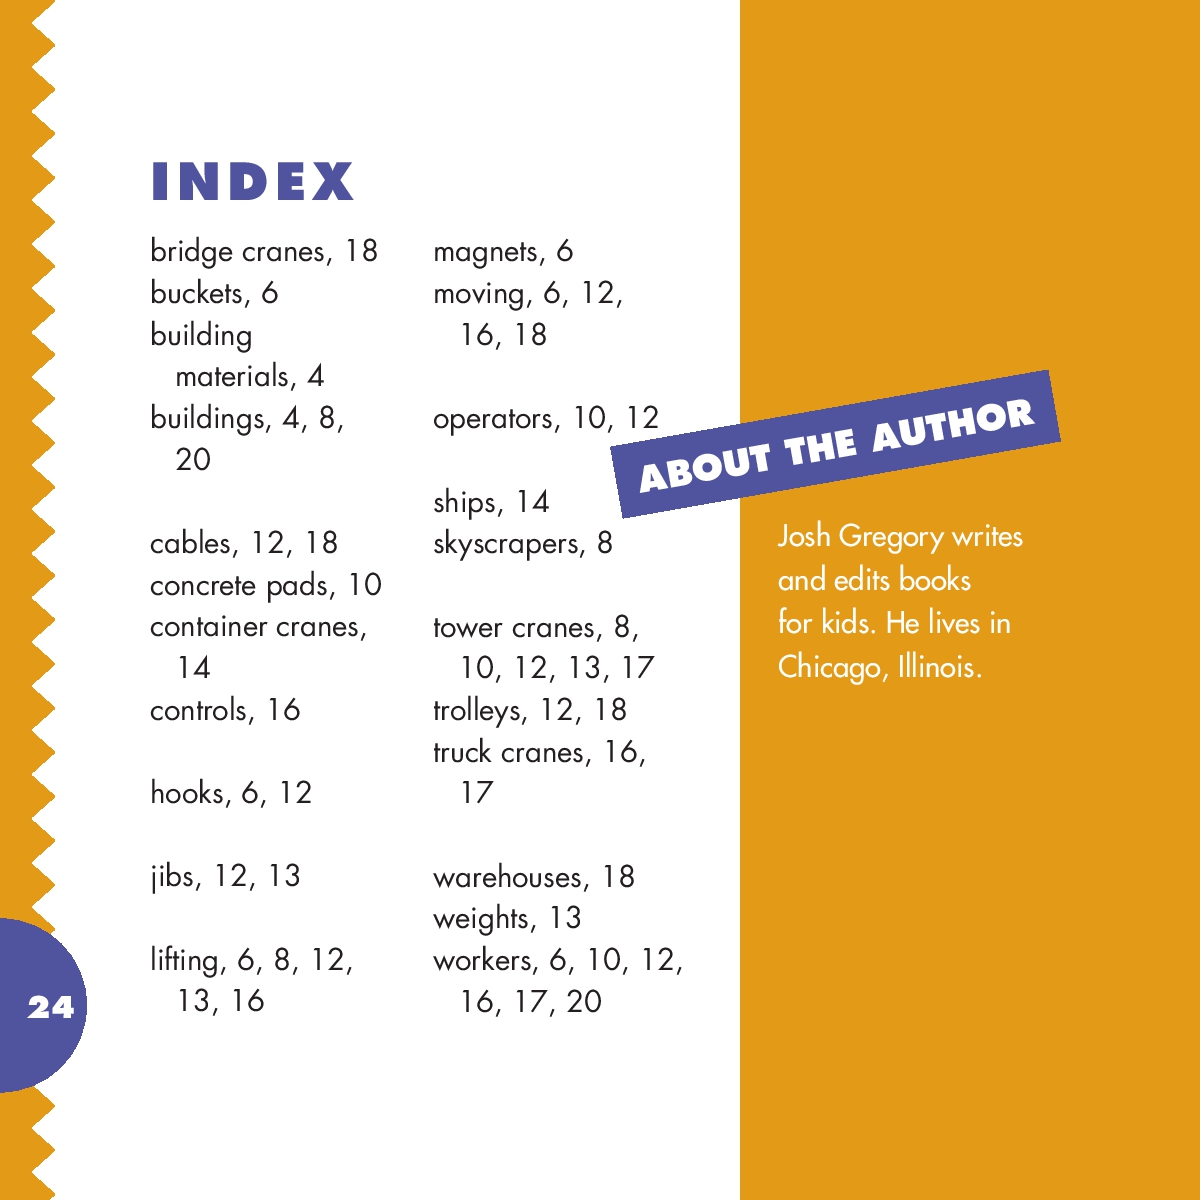 INDEX
bridge cranes, 18
buckets, 6
building
materials, 4
buildings, 4, 8,
20
cables, 12, 18
concrete pads, 10
container cranes,
14
controls, 16
hooks, 6, 12
jibs, 12, 13
lifting, 6, 8, 12,
13, 16
magnets, 6
moving, 6, 12,
16, 18
operators, 10, 12
ships, 14
skyscrapers, 8
tower cranes, 8,
10, 12, 13, 17
trolleys, 12, 18
truck cranes, 16,
17
warehouses, 18
weights, 13
workers, 6, 10, 12,
16, 17, 20
ABOUT THE AUTHOR
Josh Gregory writes
and edits books
for kids. He lives in
Chicago, Illinois.
24